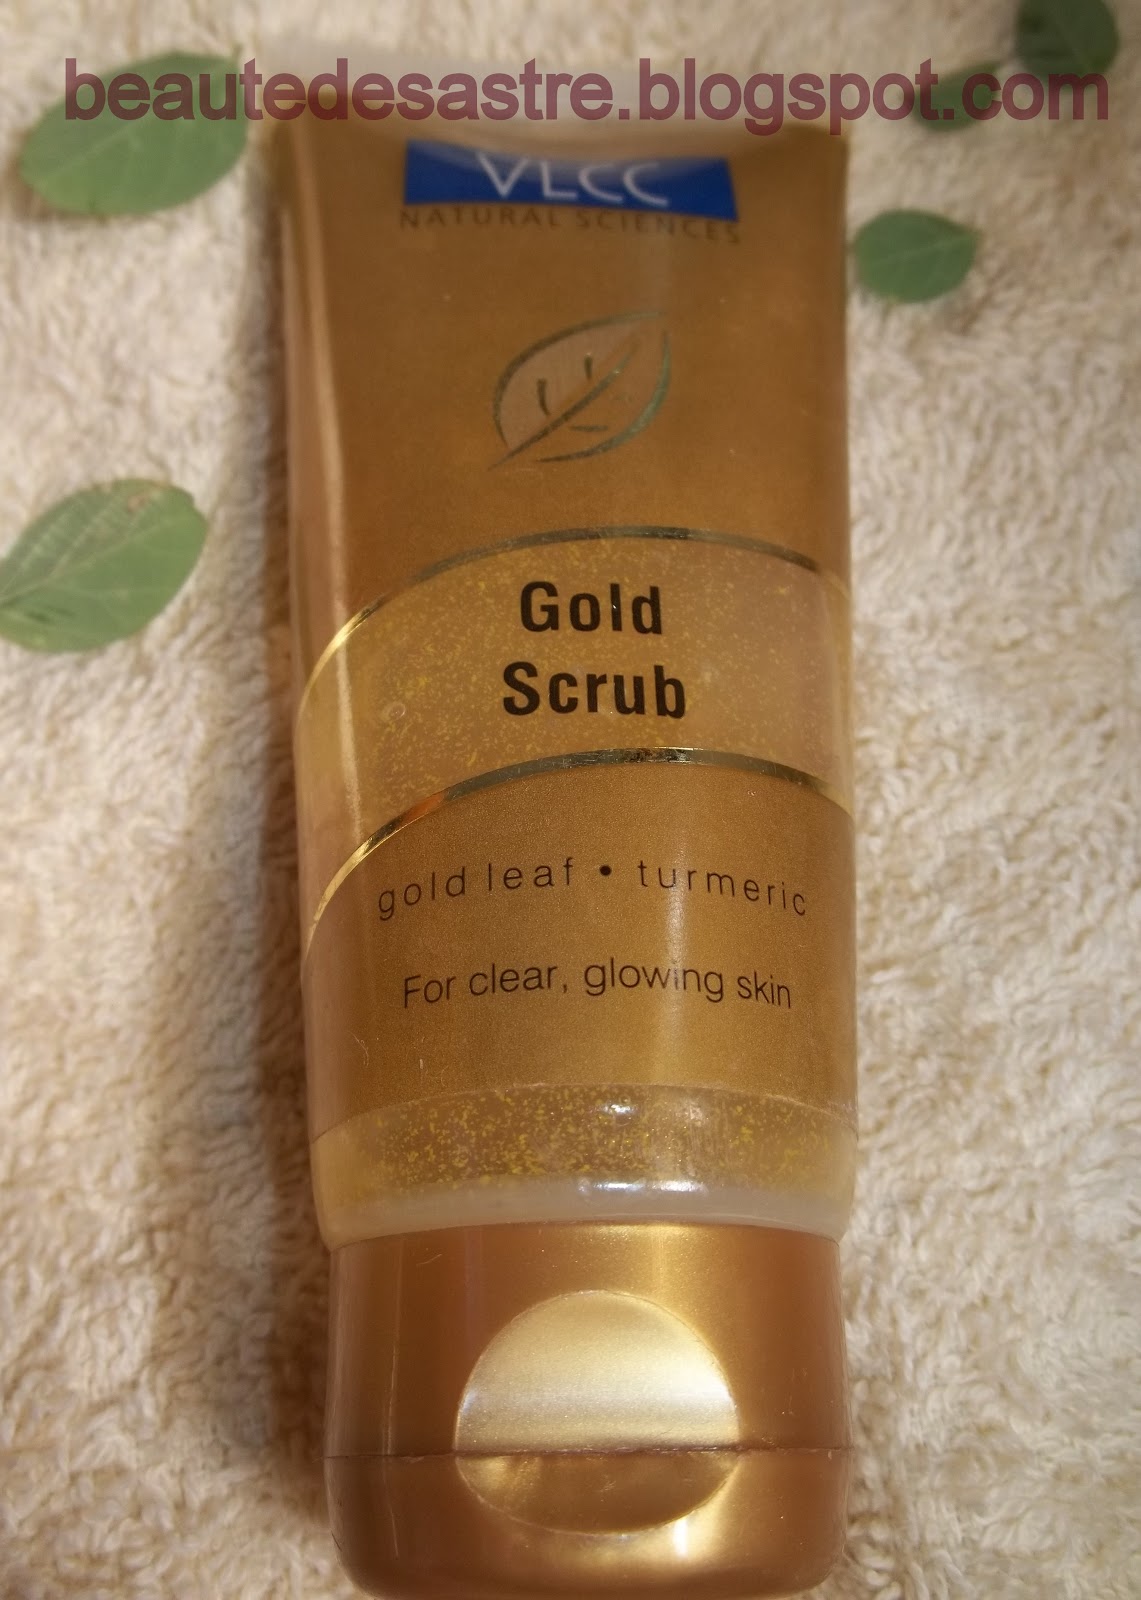 beautedesastre.blogspot.com
VLCC
NATURAL SCIENCES
Gold
Scrub
gold leaf • turmeric
For clear, glowing skin